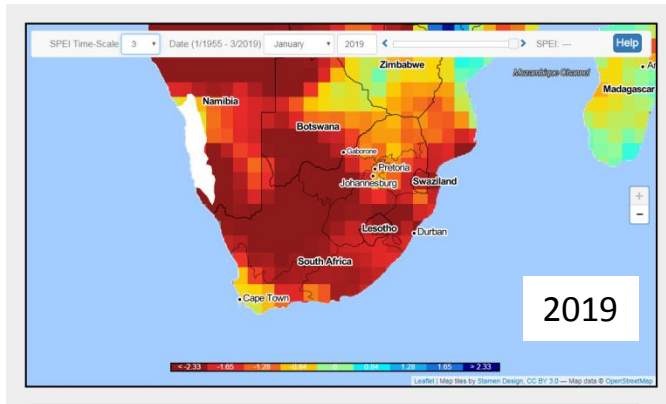 SPEI Time-Scale 3 Date (1/1955 - 3/2019) January 2019 SPEI: --- Help
Zimbabwe
Mozambique Channel
Madagascar
Namibia
Botswana
Gaborone
Pretoria
Johannesburg
Swaziland
Lesotho
Durban
South Africa
Cape Town
+
−
2019
< -2.33 -1.65 -1.28 -0.84 0 0.84 1.28 1.65 > 2.33
Leaflet | Map tiles by Stamen Design, CC BY 3.0 — Map data © OpenStreetMap